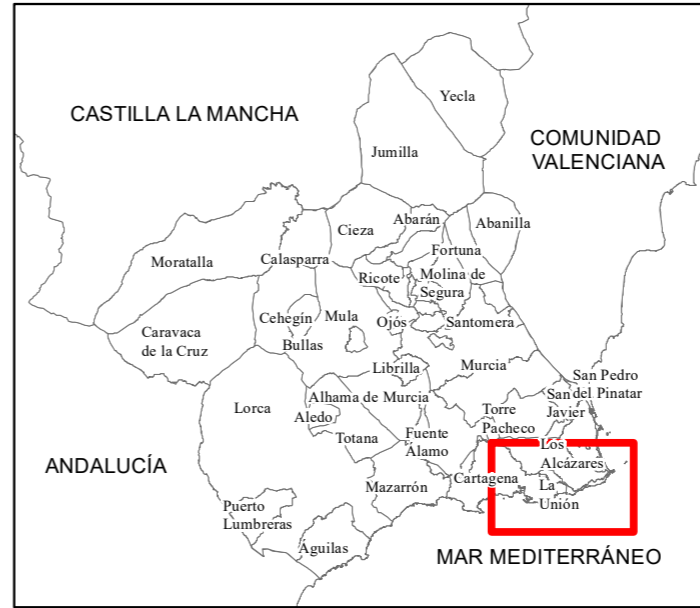 Yecla
CASTILLA LA MANCHA
COMUNIDAD
VALENCIANA
Jumilla
Abarán
Abanilla
Cieza
Fortuna
Moratalla
Calasparra
Ricote
Molina de
Segura
Caravaca
de la Cruz
Cehegín
Mula
Ojós
Santomera
Bullas
Librilla
Murcia
San Pedro
del Pinatar
San
Javier
Lorca
Alhama de Murcia
Aledo
Torre
Pacheco
Totana
Fuente
Álamo
Los
Alcázares
ANDALUCÍA
Mazarrón
Cartagena
La
Unión
Puerto
Lumbreras
Águilas
MAR MEDITERRÁNEO